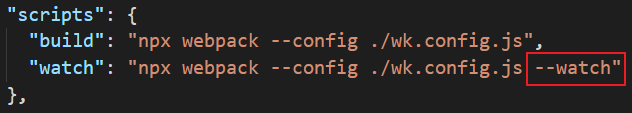 "scripts": {
"build": "npx webpack --config ./wk.config.js",
"watch": "npx webpack --config ./wk.config.js --watch"
},